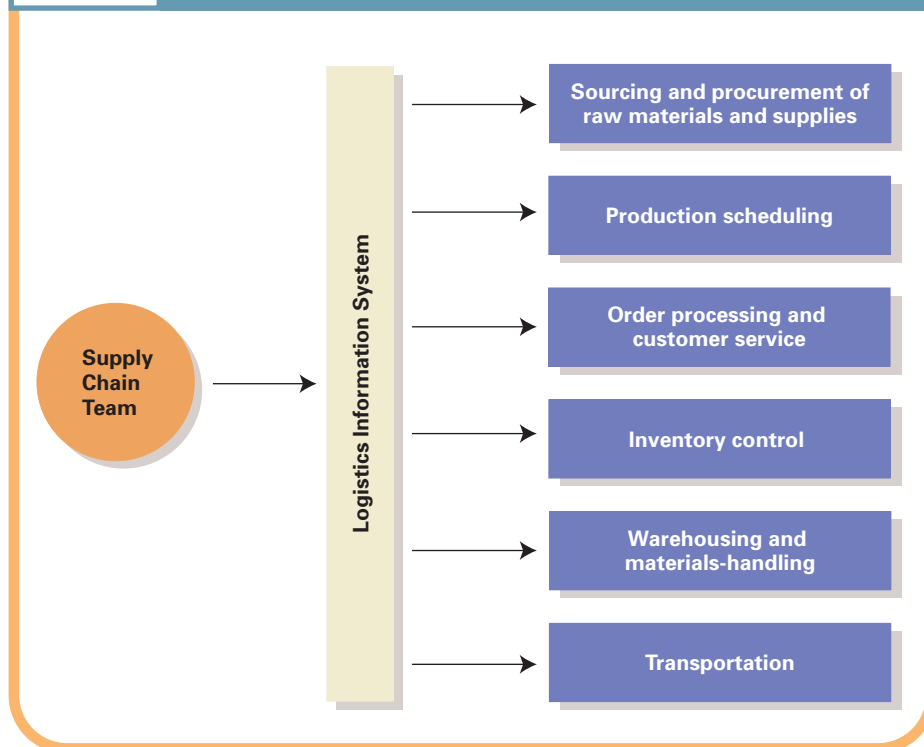 Supply
Chain
Team
Logistics Information System
Sourcing and procurement of
raw materials and supplies
Production scheduling
Order processing and
customer service
Inventory control
Warehousing and
materials-handling
Transportation